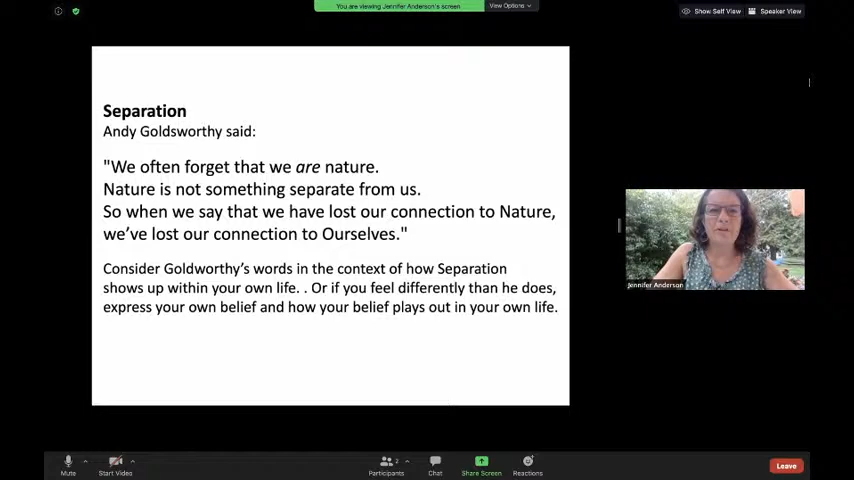 You are viewing Jennifer Anderson's screen
View Options
Show Self View
Speaker View
Separation
Andy Goldsworthy said:
"We often forget that we are nature.
Nature is not something separate from us.
So when we say that we have lost our connection to Nature,
we've lost our connection to Ourselves."
Consider Goldworthy's words in the context of how Separation
shows up within your own life. . Or if you feel differently than he does,
express your own belief and how your belief plays out in your own life.
Jennifer Anderson
Mute
Start Video
Participants
2
Chat
Share Screen
Reactions
Leave